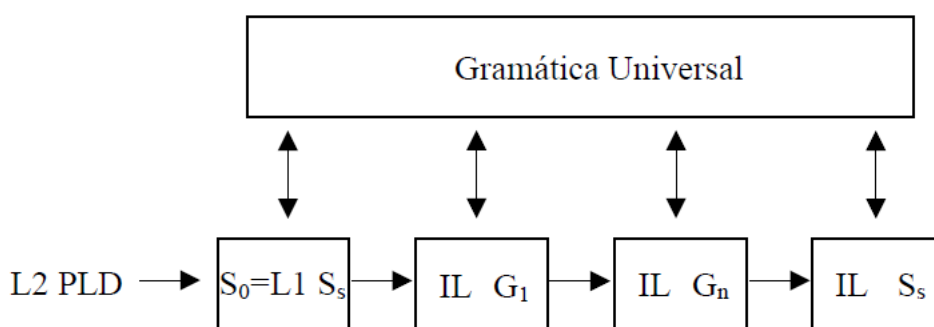 Gramática Universal
L2 PLD S₀=L1 Sₛ IL G₁ IL Gₙ IL Sₛ